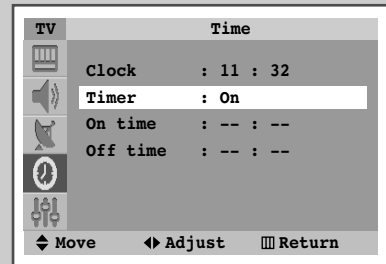 TV Time
Clock : 11 : 32
Timer : On
On time : -- : --
Off time : -- : --
Move Adjust Return